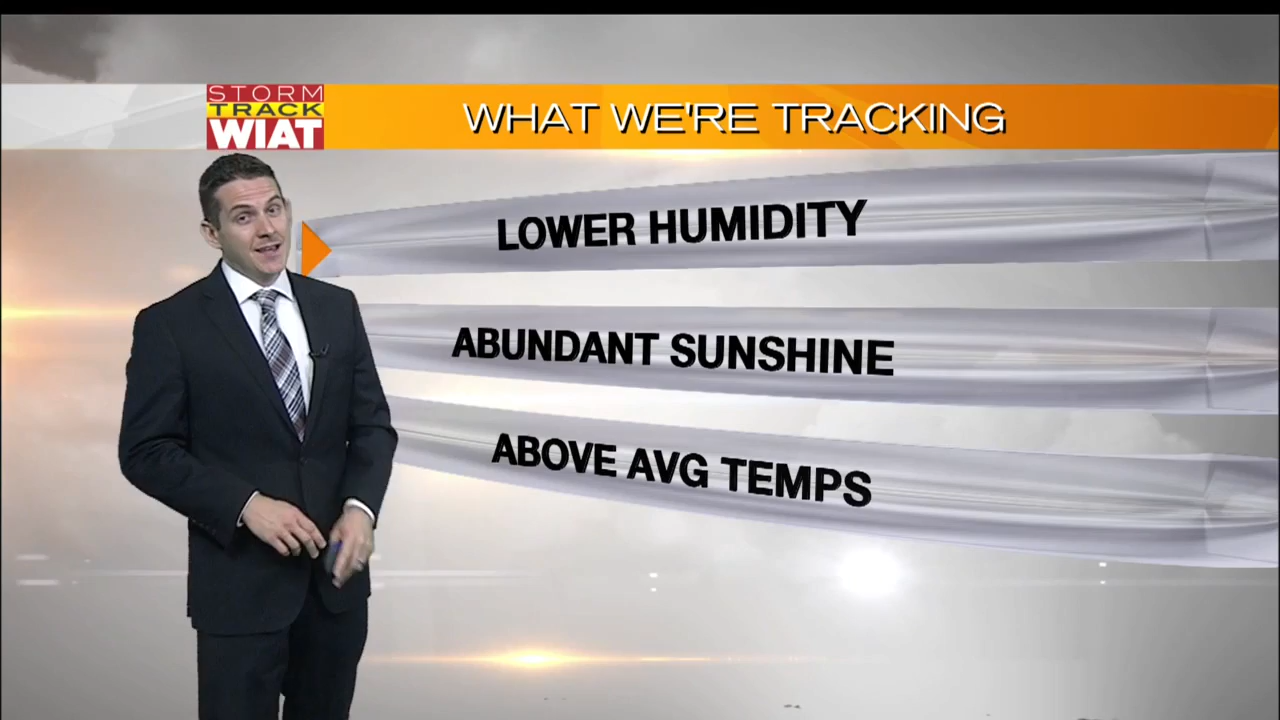 STORM
TRACK
WIAT
WHAT WE'RE TRACKING
LOWER HUMIDITY
ABUNDANT SUNSHINE
ABOVE AVG TEMPS